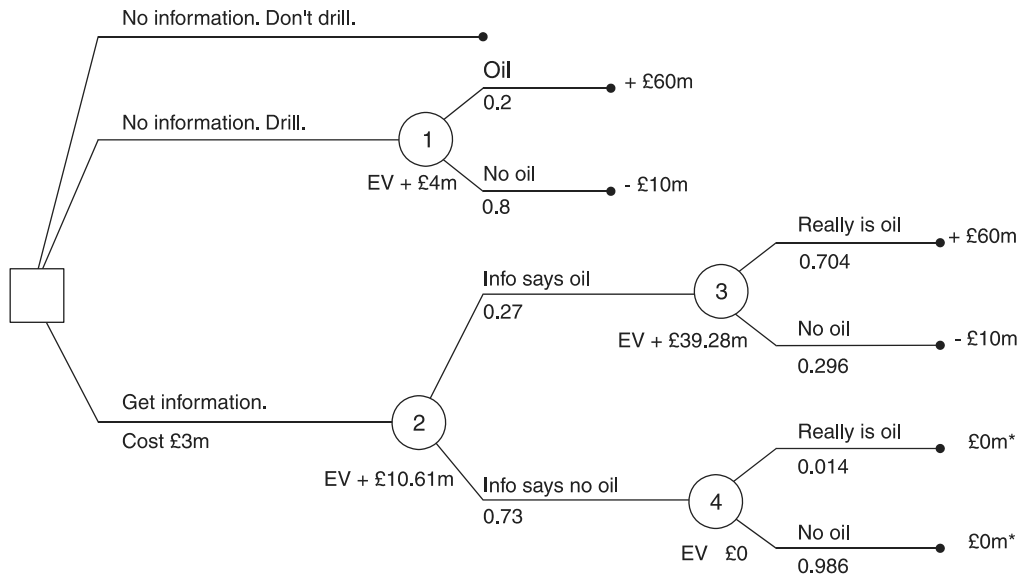 No information. Don't drill.
Oil
0.2
+ £60m
No information. Drill.
1
EV + £4m
No oil
0.8
- £10m
Really is oil
0.704
+ £60m
Info says oil
0.27
3
EV + £39.28m
No oil
0.296
- £10m
Get information.
Cost £3m
2
EV + £10.61m
Really is oil
0.014
£0m*
Info says no oil
0.73
4
EV £0
No oil
0.986
£0m*